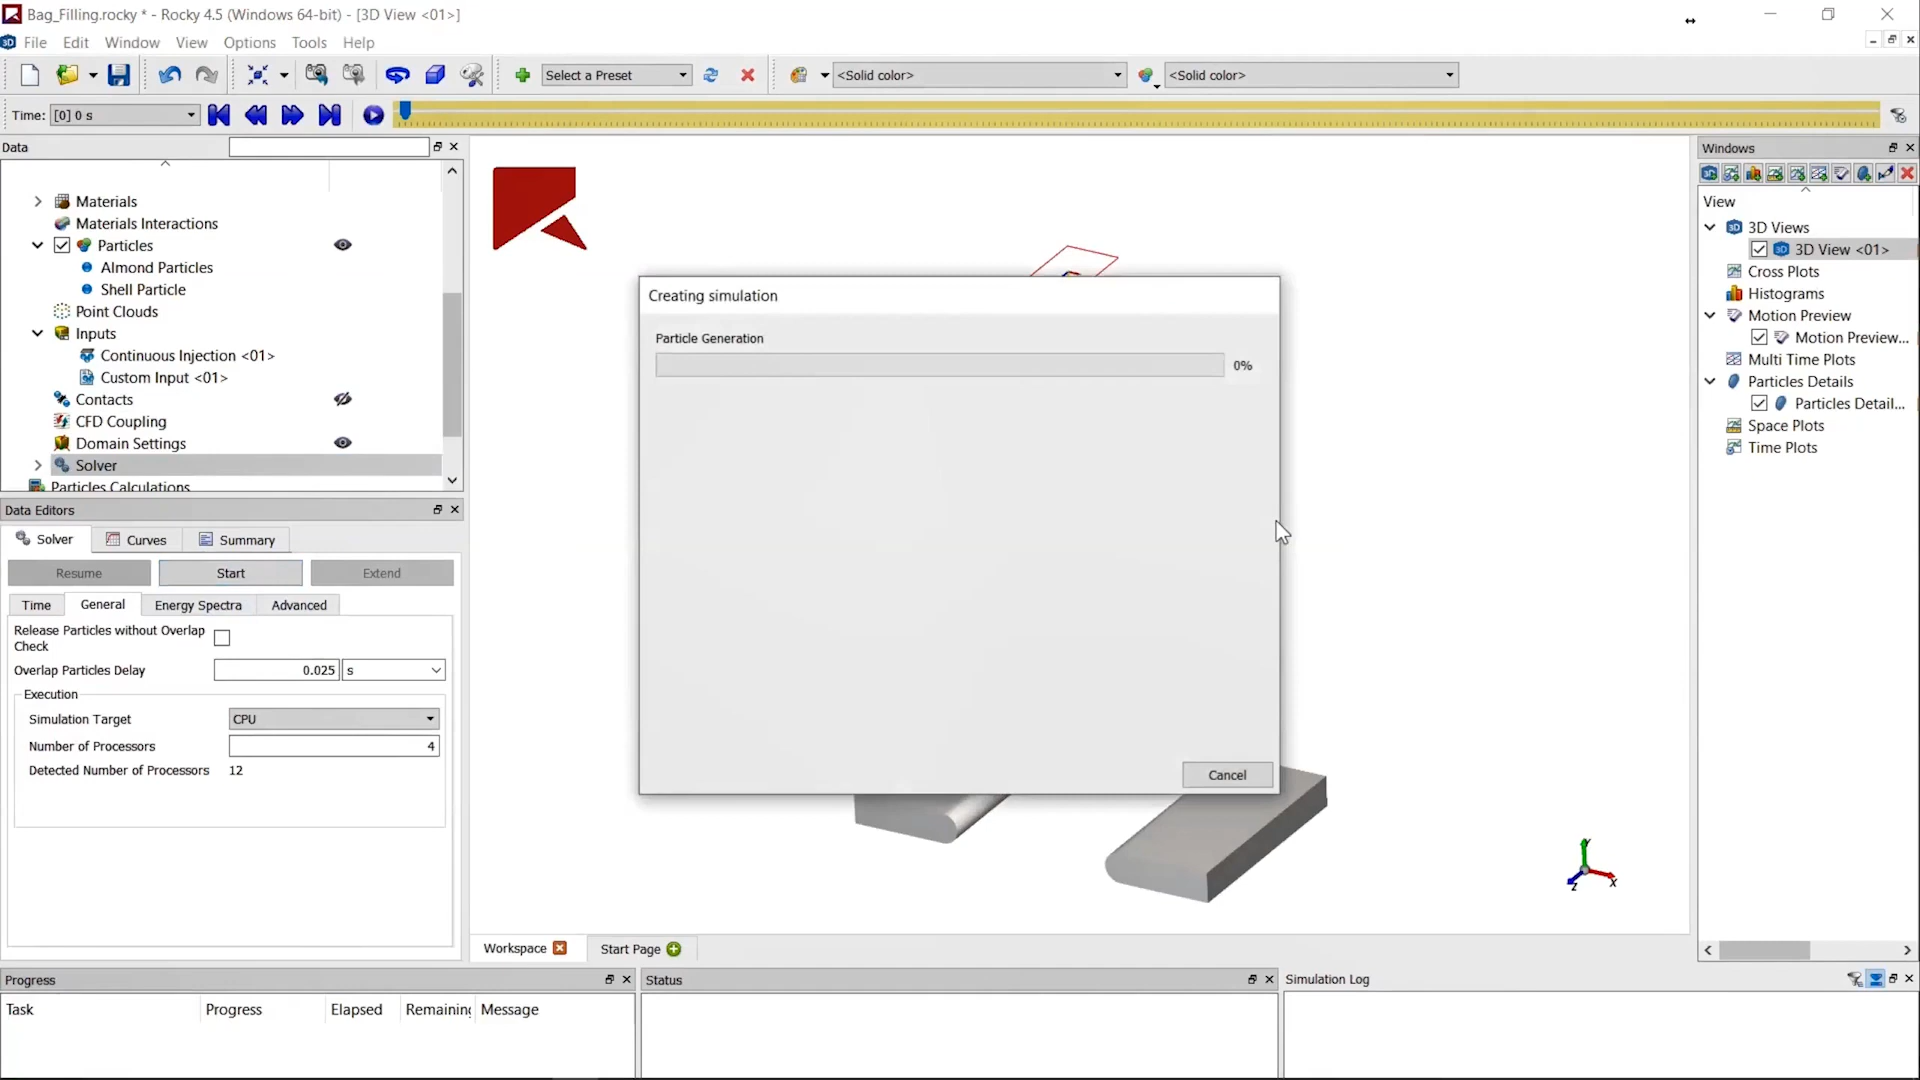 Bag_Filling.rocky * - Rocky 4.5 (Windows 64-bit) - [3D View <01>]
3D File Edit Window View Options Tools Help
Select a Preset
<Solid color>
<Solid color>
Time: [0] 0 s
Data
Materials
Materials Interactions
Particles
Almond Particles
Shell Particle
Point Clouds
Inputs
Continuous Injection <01>
Custom Input <01>
Contacts
CFD Coupling
Domain Settings
Solver
Particles Calculations
Data Editors
Solver Curves Summary
Resume Start Extend
Time General Energy Spectra Advanced
Release Particles without Overlap
Check
Overlap Particles Delay 0.025 s
Execution
Simulation Target CPU
Number of Processors 4
Detected Number of Processors 12
Creating simulation
Particle Generation
0%
Cancel
Y
Z X
Workspace Start Page
Windows
View
3D Views
3D View <01>
Cross Plots
Histograms
Motion Preview
Motion Preview...
Multi Time Plots
Particles Details
Particles Detail...
Space Plots
Time Plots
Progress
Task Progress Elapsed Remaining Message
Status
Simulation Log